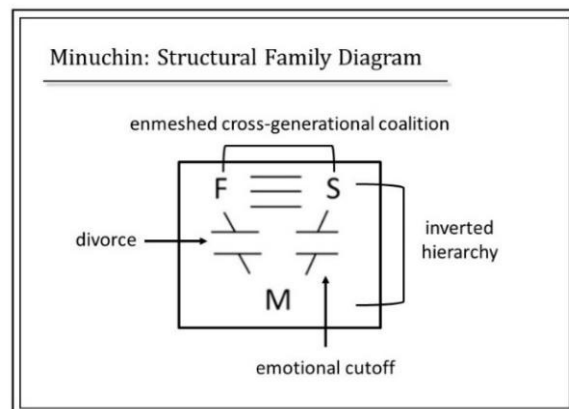 Minuchin: Structural Family Diagram
enmeshed cross-generational coalition
F S
divorce
inverted
hierarchy
M
emotional cutoff